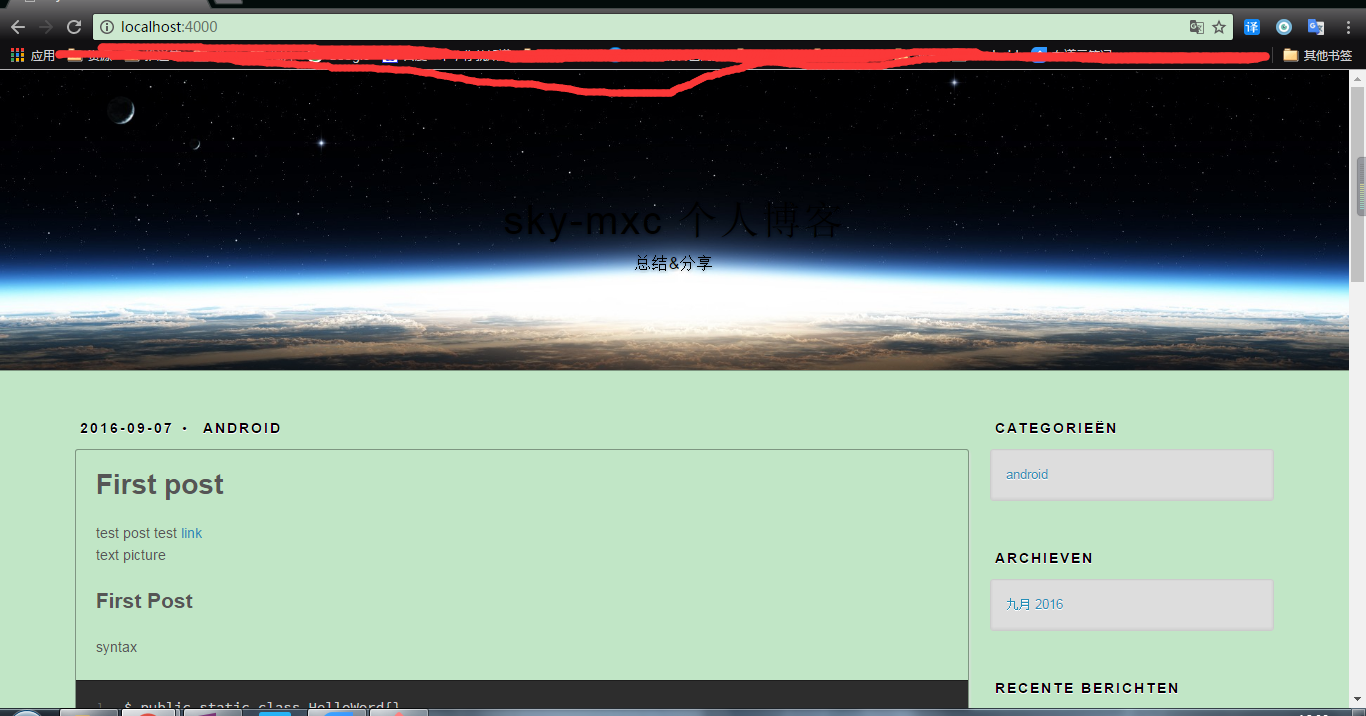 localhost:4000
应用
其他书签
sky-mxc 个人博客
总结&分享
2016-09-07 • ANDROID
First post
test post test link
text picture
First Post
syntax
1 $ public static class HelloWord{}
CATEGORIEËN
android
ARCHIEVEN
九月 2016
RECENTE BERICHTEN